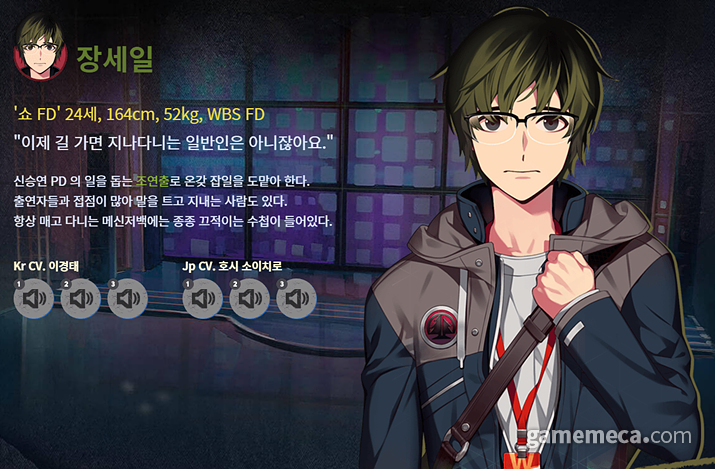 장세일
'쇼 FD' 24세, 164cm, 52kg, WBS FD
"이제 길 가면 지나다니는 일반인은 아니잖아요."
신승연 PD 의 일을 돕는 조연출로 온갖 잡일을 도맡아 한다.
출연자들과 접점이 많아 말을 트고 지내는 사람도 있다.
항상 매고 다니는 메신저백에는 종종 끄적이는 수첩이 들어있다.
Kr CV. 이경태 Jp CV. 호시 소이치로
1 2 3 1 2 3
W
gamemeca.com